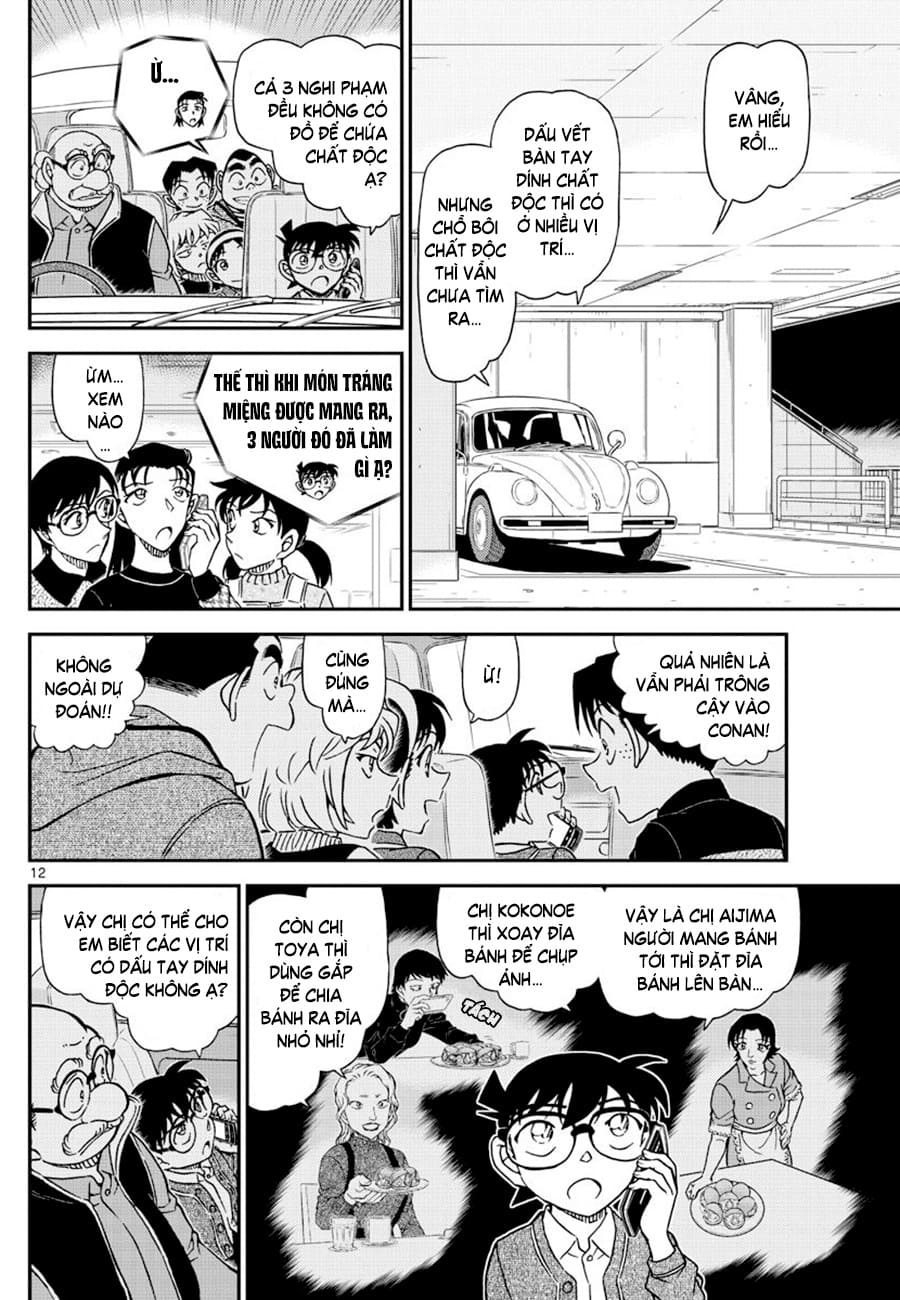 VÂNG,
EM HIỂU
RỒI...
DẤU VẾT
BÀN TAY
DÍNH CHẤT
ĐỘC THÌ CÓ
Ở NHIỀU VỊ
TRÍ...
NHƯNG
CHỔ BÔI
CHẤT ĐỘC
THÌ VẨN
CHƯA TÌM
RA...
CẢ 3 NGHI PHẠM
ĐỀU KHÔNG CÓ
ĐỒ ĐỂ CHỨA
CHẤT ĐỘC
Ạ?
Ừ...
THẾ THÌ KHI MÓN TRÁNG
MIỆNG ĐƯỢC MANG RA,
3 NGƯỜI ĐÓ ĐÃ LÀM
GÌ Ạ?
ỪM...
XEM
NÀO
...
QUẢ NHIÊN LÀ
VẨN PHẢI TRÔNG
CẬY VÀO
CONAN!
Ừ!
CŨNG
ĐÚNG
MÀ...
KHÔNG
NGOÀI DỰ
ĐOÁN!!
12
VẬY LÀ CHỊ AIJIMA
NGƯỜI MANG BÁNH
TỚI THÌ ĐẶT ĐĨA
BÁNH LÊN BÀN...
CHỊ KOKONOE
THÌ XOAY ĐĨA
BÁNH ĐỂ CHỤP
ẢNH...
TÁCH
CÒN CHỊ
TOYA THÌ
DÙNG GẮP
ĐỂ CHIA
BÁNH RA ĐĨA
NHỎ NHỈ!
VẬY CHỊ CÓ THỂ CHO
EM BIẾT CÁC VỊ TRÍ
CÓ DẤU TAY DÍNH
ĐỘC KHÔNG Ạ?